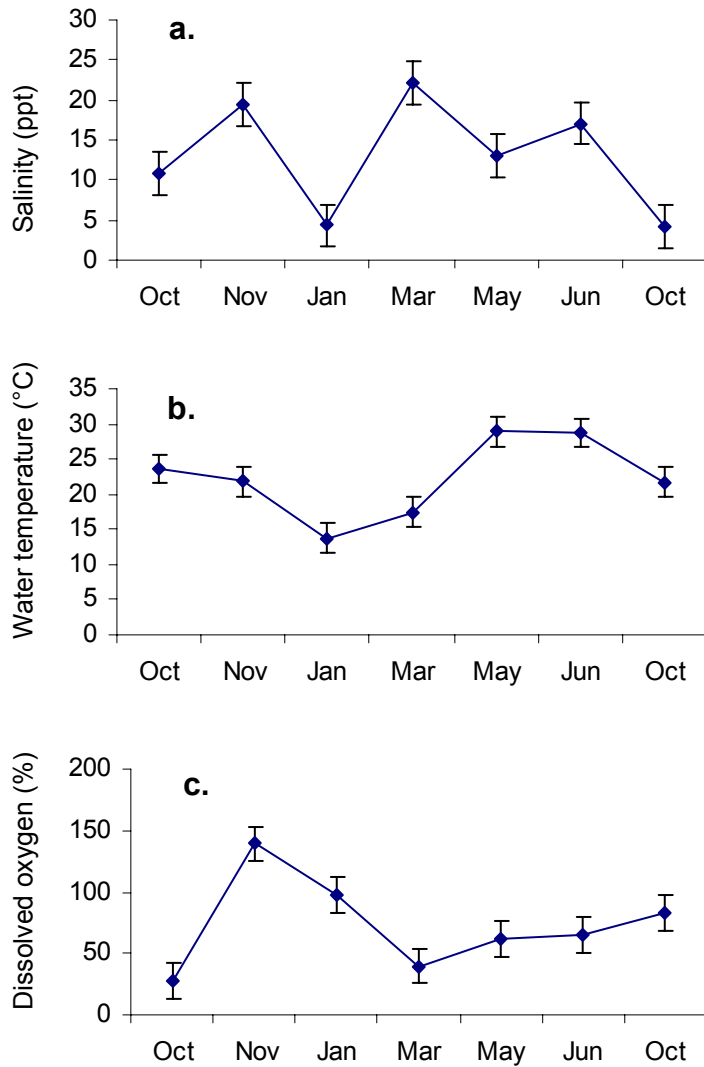 a.
Salinity (ppt)
30
25
20
15
10
5
0
Oct Nov Jan Mar May Jun Oct
b.
Water temperature (°C)
35
30
25
20
15
10
5
0
Oct Nov Jan Mar May Jun Oct
c.
Dissolved oxygen (%)
200
150
100
50
0
Oct Nov Jan Mar May Jun Oct